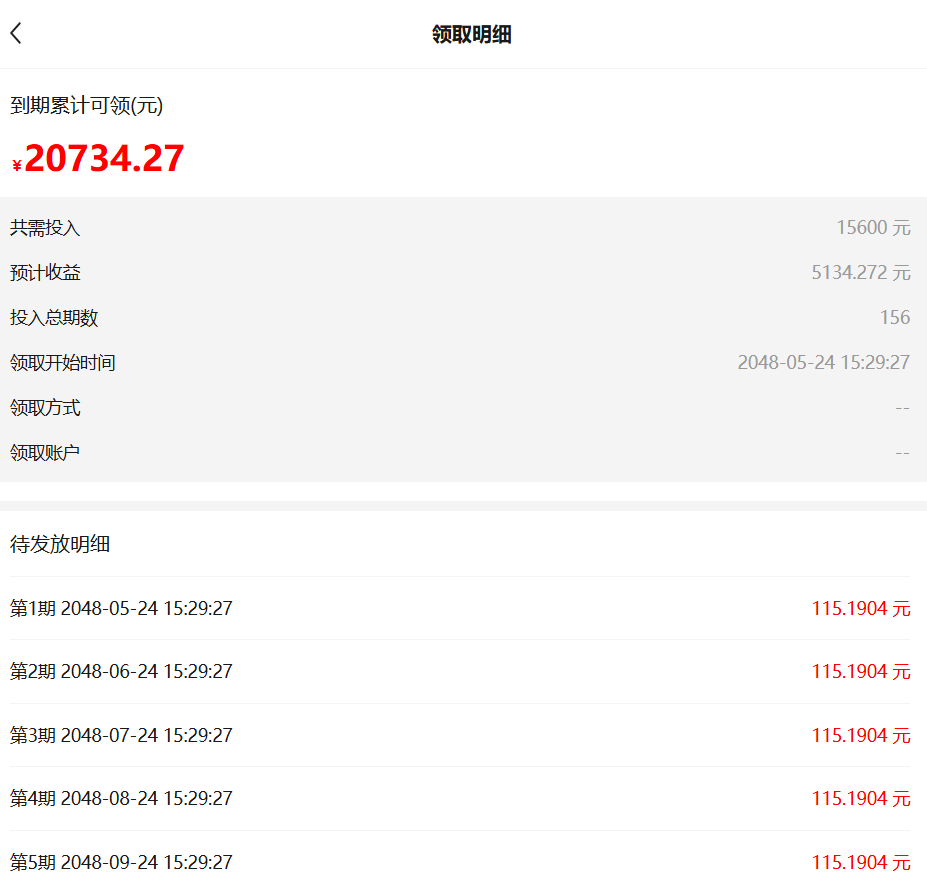 领取明细
到期累计可领(元)
¥20734.27
共需投入 15600 元
预计收益 5134.272 元
投入总期数 156
领取开始时间 2048-05-24 15:29:27
领取方式 --
领取账户 --
待发放明细
第1期 2048-05-24 15:29:27 115.1904 元
第2期 2048-06-24 15:29:27 115.1904 元
第3期 2048-07-24 15:29:27 115.1904 元
第4期 2048-08-24 15:29:27 115.1904 元
第5期 2048-09-24 15:29:27 115.1904 元